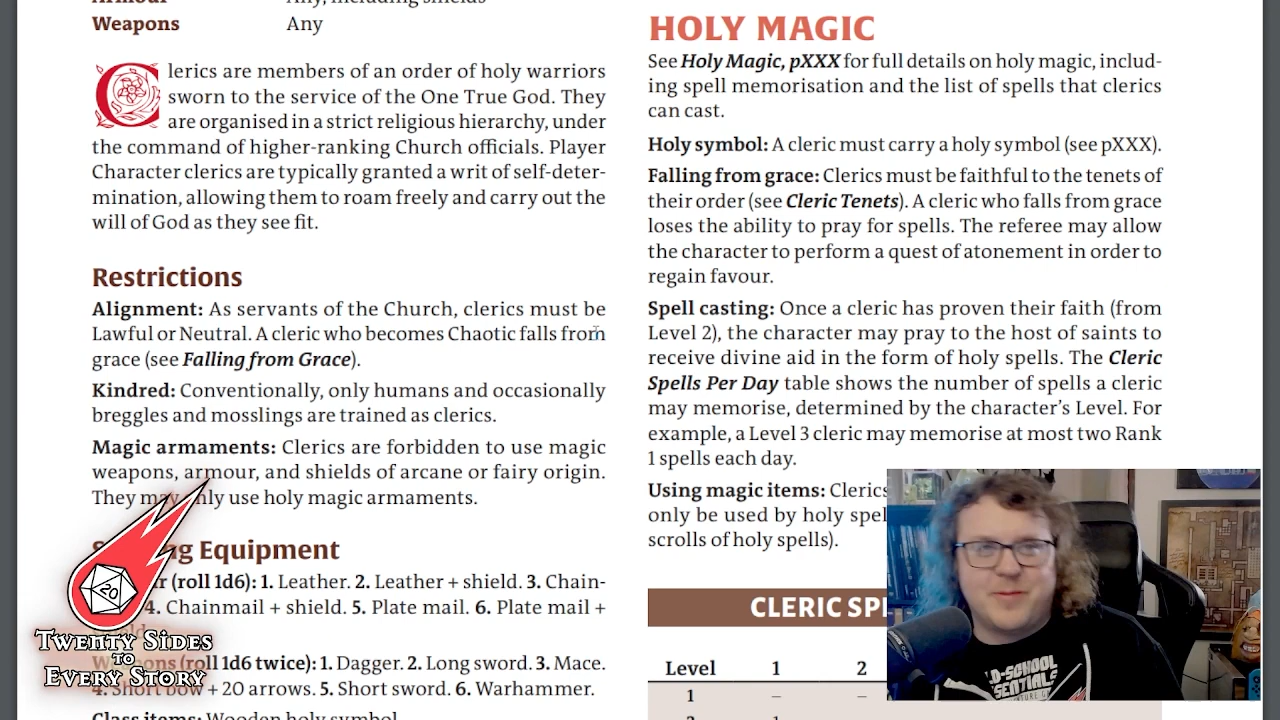 Armour Any, including shields
Weapons Any
Clerics are members of an order of holy warriors
sworn to the service of the One True God. They
are organised in a strict religious hierarchy, under
the command of higher-ranking Church officials. Player
Character clerics are typically granted a writ of self-deter-
mination, allowing them to roam freely and carry out the
will of God as they see fit.
Restrictions
Alignment: As servants of the Church, clerics must be
Lawful or Neutral. A cleric who becomes Chaotic falls from
grace (see Falling from Grace).
Kindred: Conventionally, only humans and occasionally
breggles and mosslings are trained as clerics.
Magic armaments: Clerics are forbidden to use magic
weapons, armour, and shields of arcane or fairy origin.
They may only use holy magic armaments.
Equipment
(roll 1d6): 1. Leather. 2. Leather + shield. 3. Chain-
4. Chainmail + shield. 5. Plate mail. 6. Plate mail +
Weapons (roll 1d6 twice): 1. Dagger. 2. Long sword. 3. Mace.
4. Short bow + 20 arrows. 5. Short sword. 6. Warhammer.
Class items: Wooden holy symbol.
HOLY MAGIC
See Holy Magic, pXXX for full details on holy magic, includ-
ing spell memorisation and the list of spells that clerics
can cast.
Holy symbol: A cleric must carry a holy symbol (see pXXX).
Falling from grace: Clerics must be faithful to the tenets of
their order (see Cleric Tenets). A cleric who falls from grace
loses the ability to pray for spells. The referee may allow
the character to perform a quest of atonement in order to
regain favour.
Spell casting: Once a cleric has proven their faith (from
Level 2), the character may pray to the host of saints to
receive divine aid in the form of holy spells. The Cleric
Spells Per Day table shows the number of spells a cleric
may memorise, determined by the character's Level. For
example, a Level 3 cleric may memorise at most two Rank
1 spells each day.
Using magic items: Clerics
only be used by holy spel
scrolls of holy spells).
CLERIC SP
Level 1 2
1 – –
2 1
20
TWENTY SIDES
TO
EVERY STORY
LD-SCHOOL